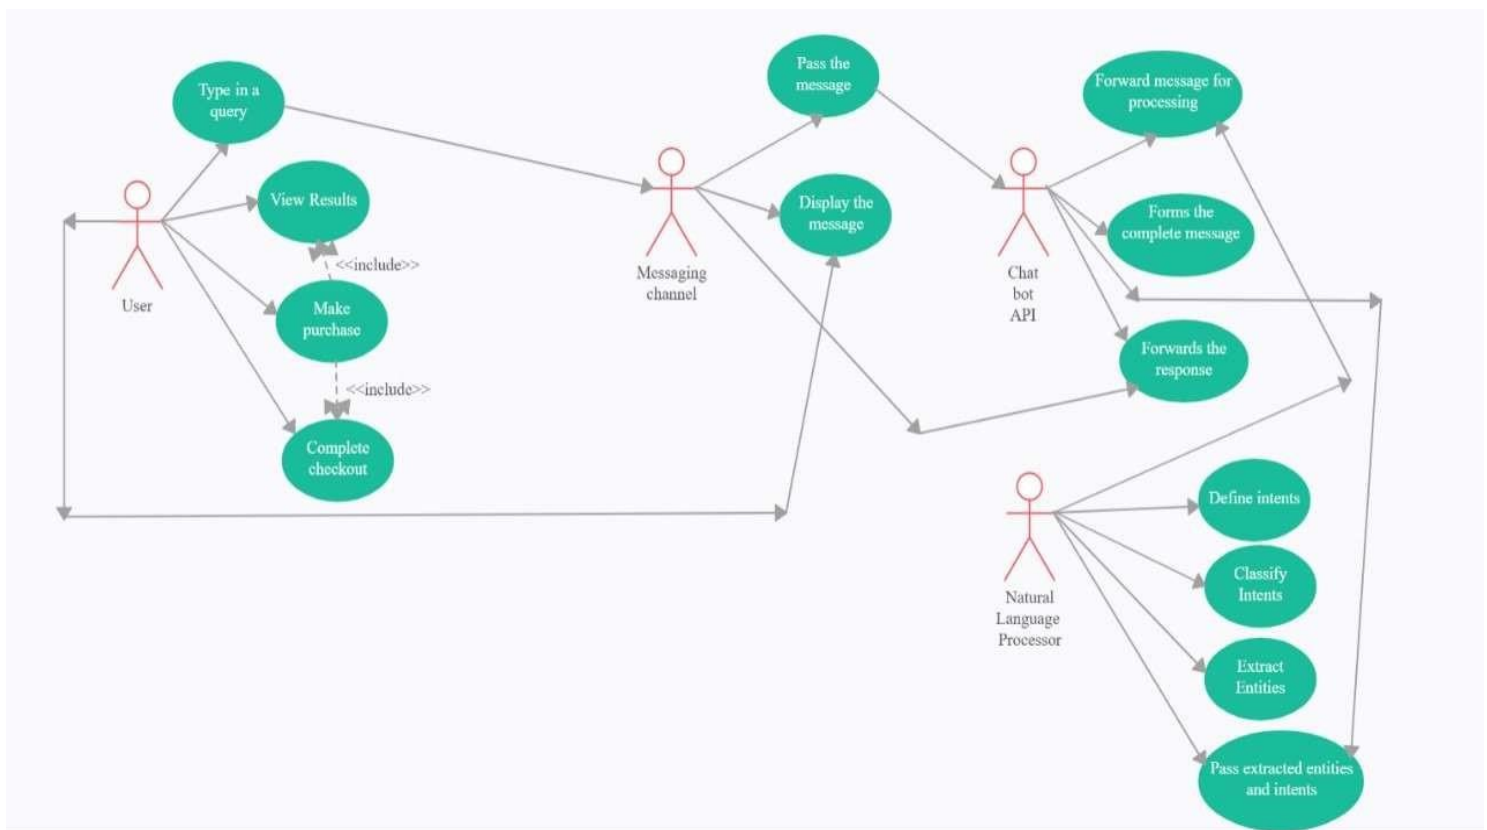 Type in a
query
View Results
<<include>>
Make
purchase
<<include>>
Complete
checkout
User
Pass the
message
Display the
message
Messaging
channel
Forward message for
processing
Forms the
complete message
Chat
bot
API
Forwards the
response
Natural
Language
Processor
Define intents
Classify
Intents
Extract
Entities
Pass extracted entities
and intents